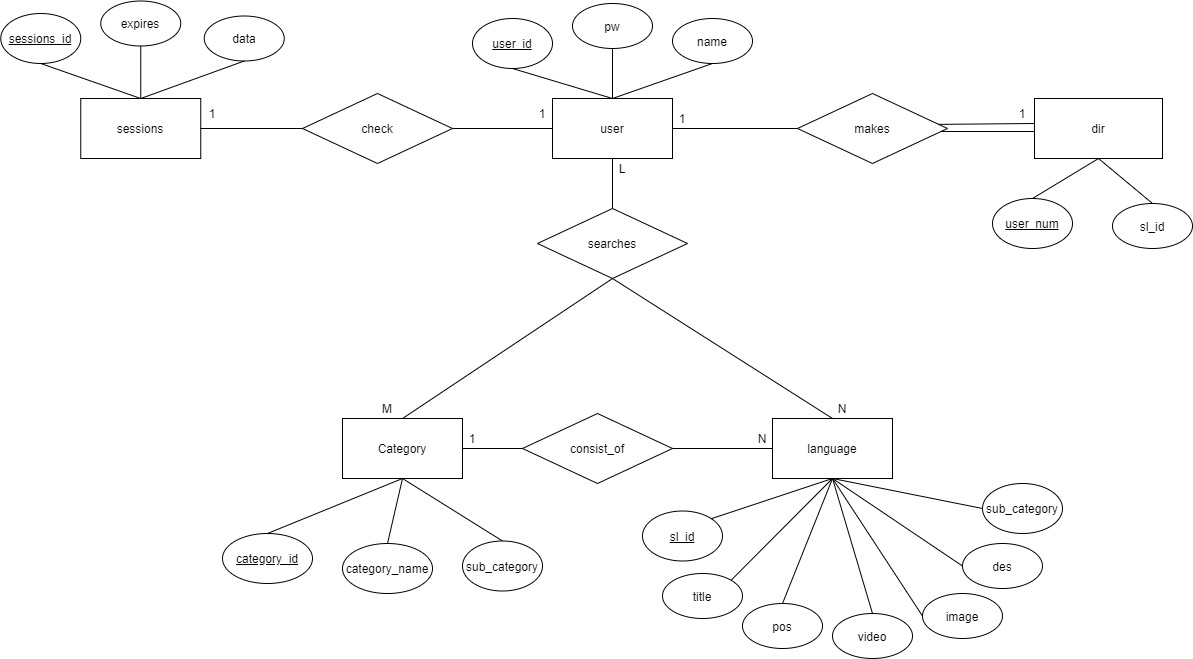 sessions_id
expires
data
user_id
pw
name
sessions
1
check
1
user
1
makes
1
dir
L
user_num
sl_id
searches
M
N
Category
1
consist_of
N
language
category_id
category_name
sub_category
sl_id
title
pos
video
image
des
sub_category